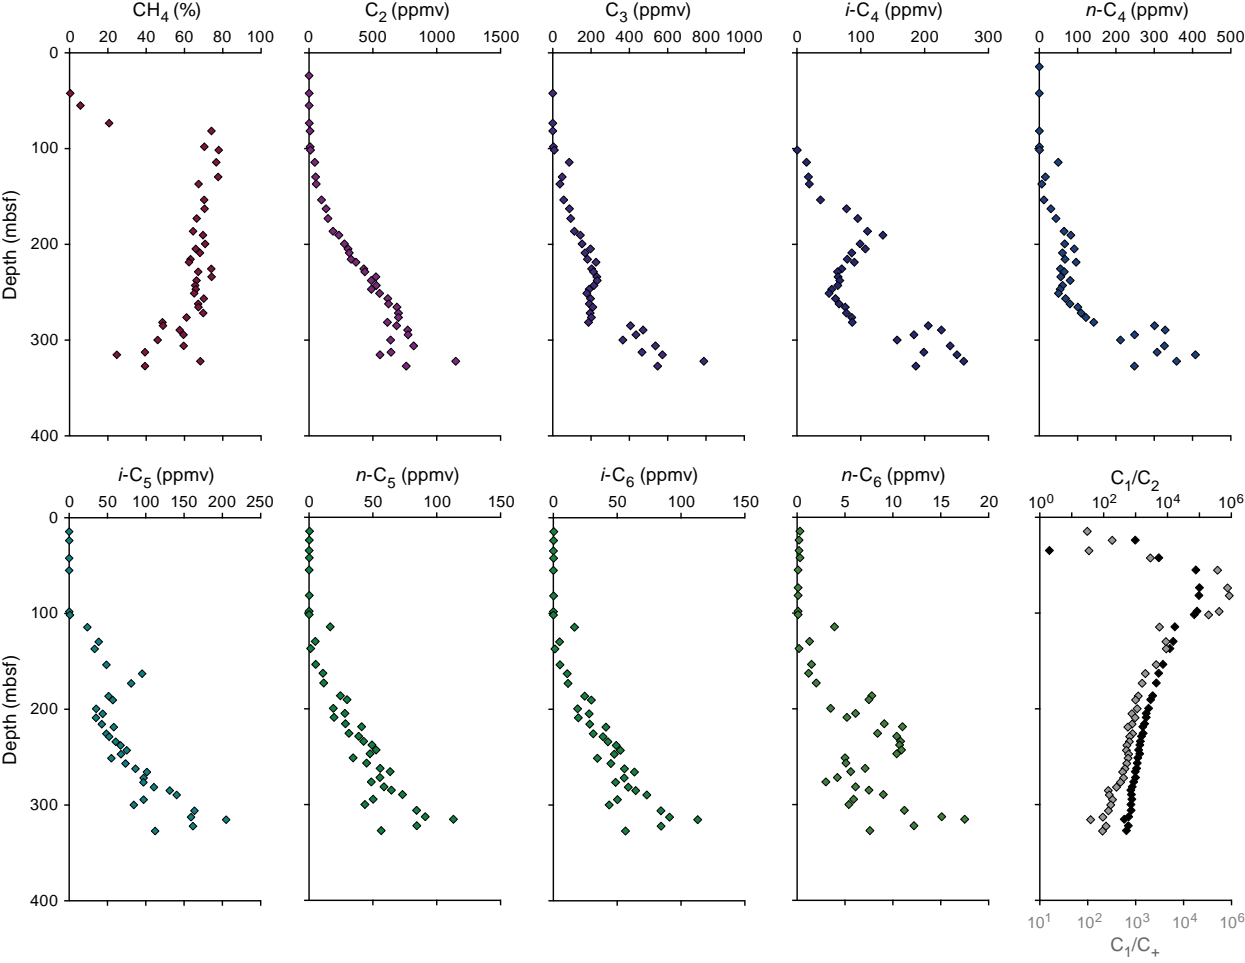 CH4 (%) C2 (ppmv) C3 (ppmv) i-C4 (ppmv) n-C4 (ppmv)
0 20 40 60 80 100 0 500 1000 1500 0 200 400 600 800 1000 0 100 200 300 0 100 200 300 400 500
0
100
Depth (mbsf)
200
300
400
i-C5 (ppmv) n-C5 (ppmv) i-C6 (ppmv) n-C6 (ppmv) C1/C2
0 50 100 150 200 250 0 50 100 150 0 50 100 150 0 5 10 15 20 10^0 10^2 10^4 10^6
0
100
Depth (mbsf)
200
300
400
10^1 10^2 10^3 10^4 10^5 10^6
C1/C+